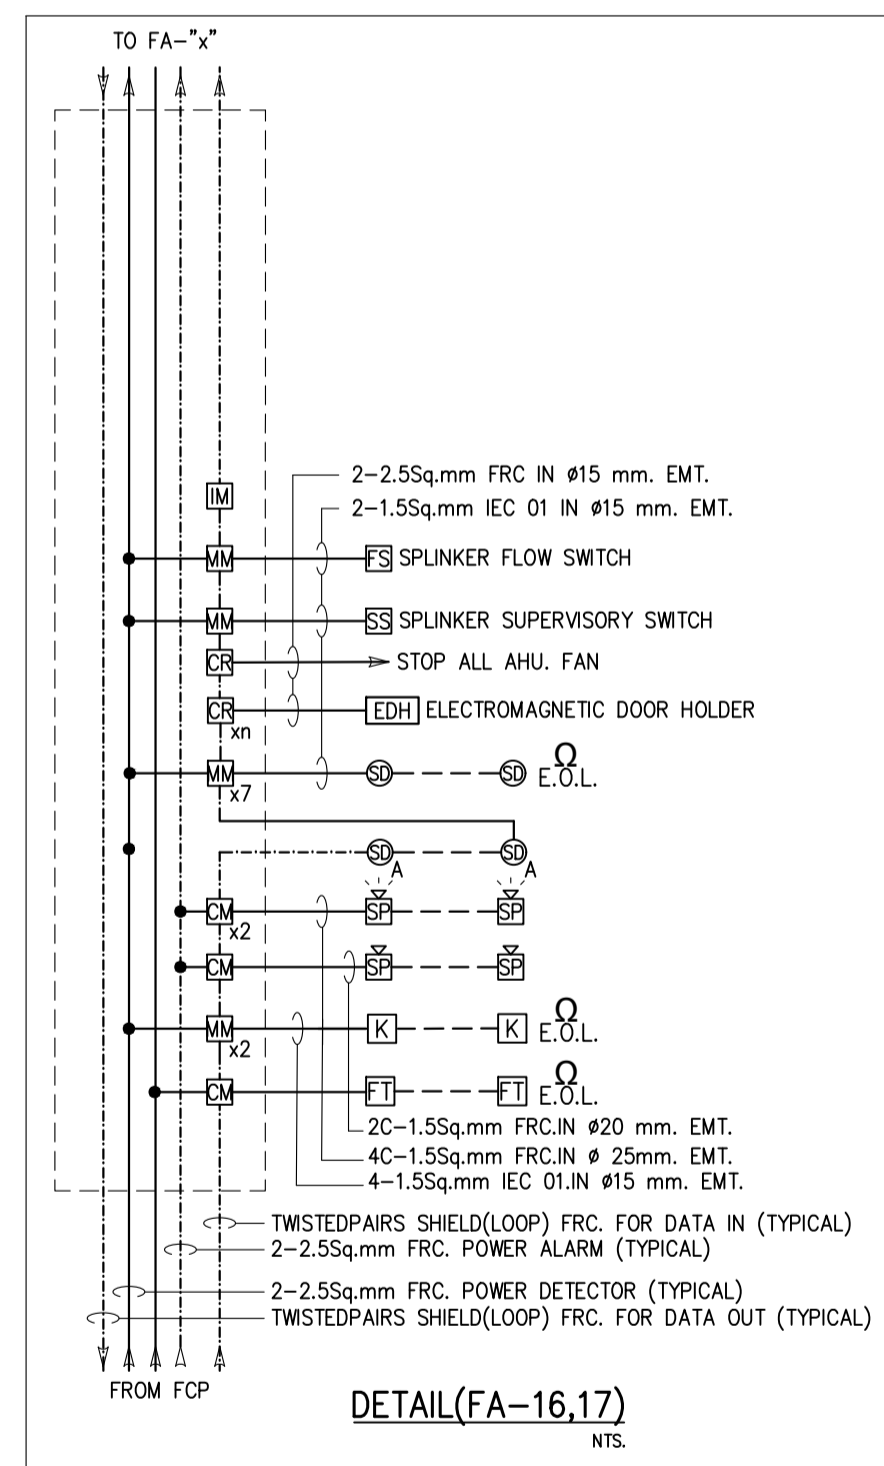 TO FA-"x"
2-2.5Sq.mm FRC IN ø15 mm. EMT.
IM
2-1.5Sq.mm IEC 01 IN ø15 mm. EMT.
MM FS SPLINKER FLOW SWITCH
MM SS SPLINKER SUPERVISORY SWITCH
CR STOP ALL AHU. FAN
CR EDH ELECTROMAGNETIC DOOR HOLDER
xn
MM SD SD Ω
x7 E.O.L.
SD SD
A A
CM SP SP
x2
CM SP SP
MM K K Ω
x2 E.O.L.
CM FT FT Ω
E.O.L.
2C-1.5Sq.mm FRC.IN ø20 mm. EMT.
4C-1.5Sq.mm FRC.IN ø 25mm. EMT.
4-1.5Sq.mm IEC 01.IN ø15 mm. EMT.
TWISTEDPAIRS SHIELD(LOOP) FRC. FOR DATA IN (TYPICAL)
2-2.5Sq.mm FRC. POWER ALARM (TYPICAL)
2-2.5Sq.mm FRC. POWER DETECTOR (TYPICAL)
TWISTEDPAIRS SHIELD(LOOP) FRC. FOR DATA OUT (TYPICAL)
FROM FCP
DETAIL(FA-16,17)
NTS.